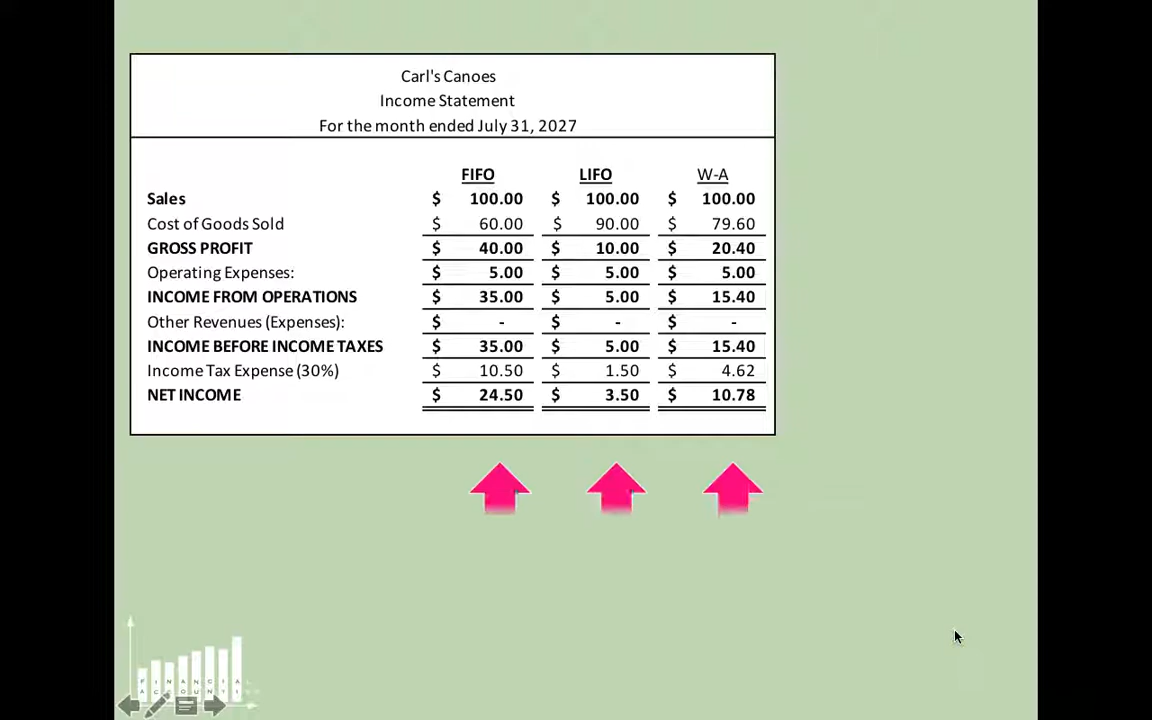 Carl's Canoes
Income Statement
For the month ended July 31, 2027
FIFO LIFO W-A
Sales $ 100.00 $ 100.00 $ 100.00
Cost of Goods Sold $ 60.00 $ 90.00 $ 79.60
GROSS PROFIT $ 40.00 $ 10.00 $ 20.40
Operating Expenses: $ 5.00 $ 5.00 $ 5.00
INCOME FROM OPERATIONS $ 35.00 $ 5.00 $ 15.40
Other Revenues (Expenses): $ - $ - $ -
INCOME BEFORE INCOME TAXES $ 35.00 $ 5.00 $ 15.40
Income Tax Expense (30%) $ 10.50 $ 1.50 $ 4.62
NET INCOME $ 24.50 $ 3.50 $ 10.78